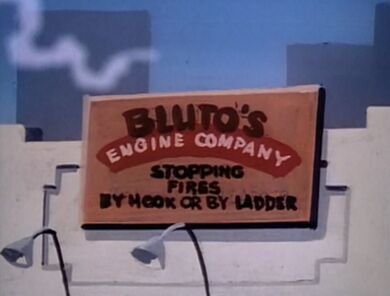 BLUTO'S
ENGINE COMPANY
STOPPING
FIRES
BY HOOK OR BY LADDER